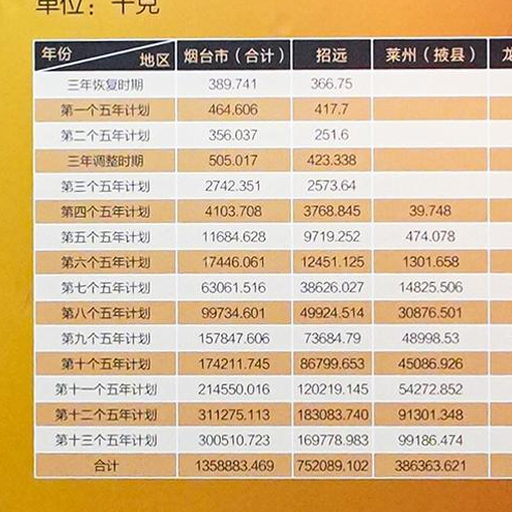 单位：千克
年份 地区 烟台市（合计） 招远 莱州（掖县） 龙
三年恢复时期 389.741 366.75
第一个五年计划 464.606 417.7
第二个五年计划 356.037 251.6
三年调整时期 505.017 423.338
第三个五年计划 2742.351 2573.64
第四个五年计划 4103.708 3768.845 39.748
第五个五年计划 11684.628 9719.252 474.078
第六个五年计划 17446.061 12451.125 1301.658
第七个五年计划 63061.516 38626.027 14825.506
第八个五年计划 99734.601 49924.514 30876.501
第九个五年计划 157847.606 73684.79 48998.53
第十个五年计划 174211.745 86799.653 45086.926
第十一个五年计划 214550.016 120219.145 54272.852
第十二个五年计划 311275.113 183083.740 91301.348
第十三个五年计划 300510.723 169778.983 99186.474
合计 1358883.469 752089.102 386363.621